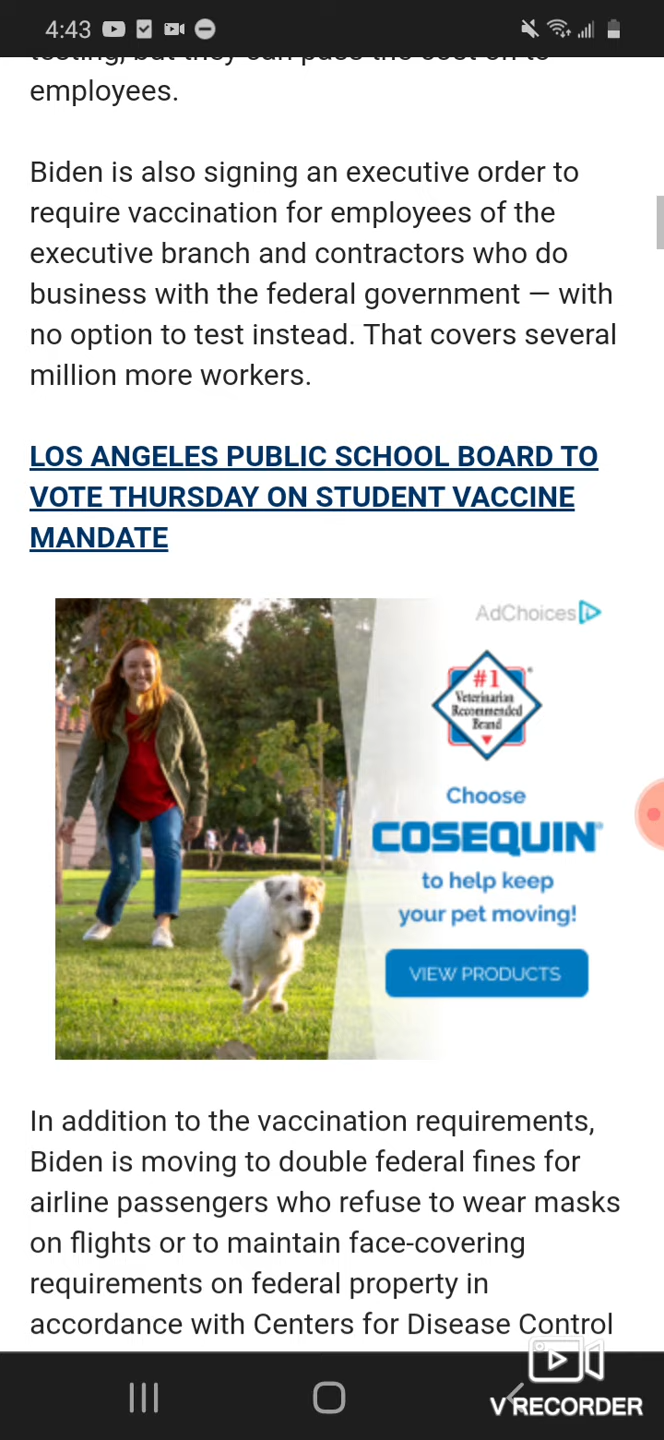 4:43
employees.
Biden is also signing an executive order to
require vaccination for employees of the
executive branch and contractors who do
business with the federal government — with
no option to test instead. That covers several
million more workers.
LOS ANGELES PUBLIC SCHOOL BOARD TO
VOTE THURSDAY ON STUDENT VACCINE
MANDATE
AdChoices
#1
Veterinarian
Recommended
Brand
Choose
COSEQUIN®
to help keep
your pet moving!
VIEW PRODUCTS
In addition to the vaccination requirements,
Biden is moving to double federal fines for
airline passengers who refuse to wear masks
on flights or to maintain face-covering
requirements on federal property in
accordance with Centers for Disease Control
V RECORDER